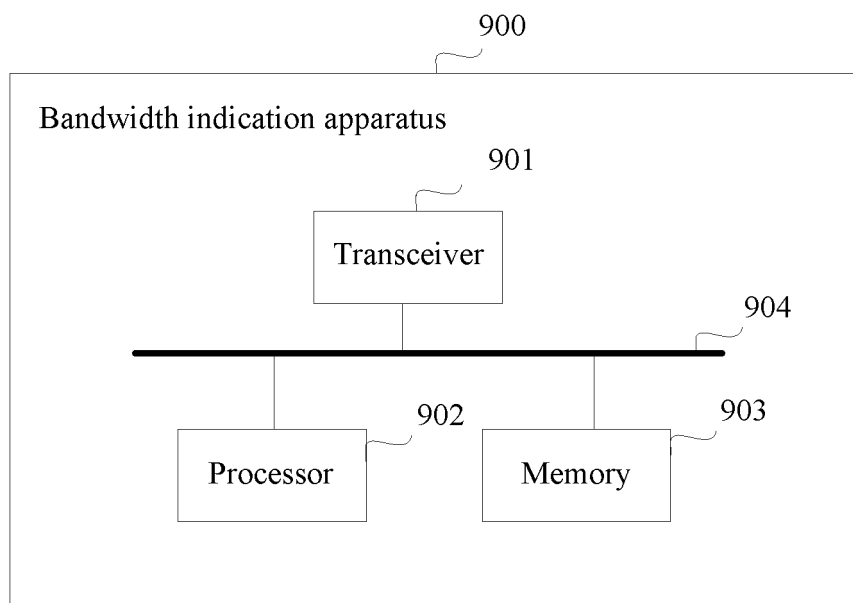 900
Bandwidth indication apparatus
901
Transceiver
904
902
903
Processor
Memory